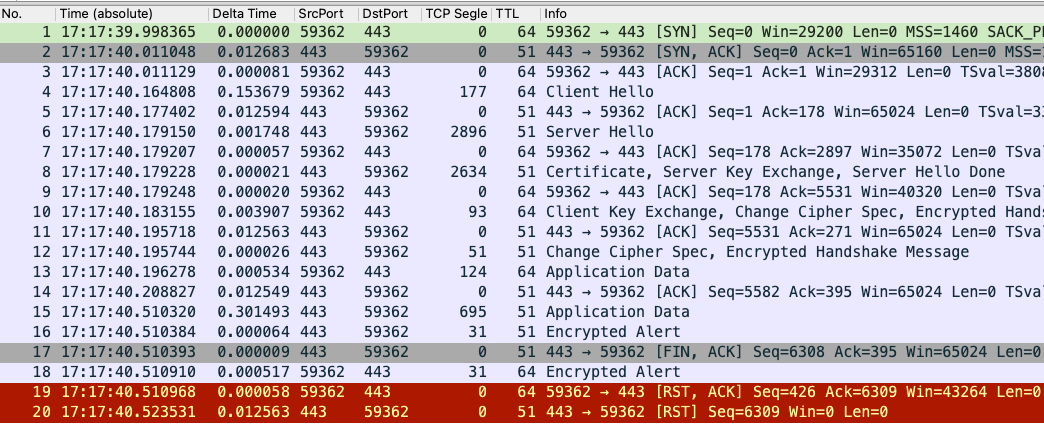 No. Time (absolute) Delta Time SrcPort DstPort TCP Segle TTL Info
1 17:17:39.998365 0.000000 59362 443 0 64 59362 → 443 [SYN] Seq=0 Win=29200 Len=0 MSS=1460 SACK_P
2 17:17:40.011048 0.012683 443 59362 0 51 443 → 59362 [SYN, ACK] Seq=0 Ack=1 Win=65160 Len=0 MSS=
3 17:17:40.011129 0.000081 59362 443 0 64 59362 → 443 [ACK] Seq=1 Ack=1 Win=29312 Len=0 TSval=3808
4 17:17:40.164808 0.153679 59362 443 177 64 Client Hello
5 17:17:40.177402 0.012594 443 59362 0 51 443 → 59362 [ACK] Seq=1 Ack=178 Win=65024 Len=0 TSval=3
6 17:17:40.179150 0.001748 443 59362 2896 51 Server Hello
7 17:17:40.179207 0.000057 59362 443 0 64 59362 → 443 [ACK] Seq=178 Ack=2897 Win=35072 Len=0 TSva
8 17:17:40.179228 0.000021 443 59362 2634 51 Certificate, Server Key Exchange, Server Hello Done
9 17:17:40.179248 0.000020 59362 443 0 64 59362 → 443 [ACK] Seq=178 Ack=5531 Win=40320 Len=0 TSva
10 17:17:40.183155 0.003907 59362 443 93 64 Client Key Exchange, Change Cipher Spec, Encrypted Hand
11 17:17:40.195718 0.012563 443 59362 0 51 443 → 59362 [ACK] Seq=5531 Ack=271 Win=65024 Len=0 TSva
12 17:17:40.195744 0.000026 443 59362 51 51 Change Cipher Spec, Encrypted Handshake Message
13 17:17:40.196278 0.000534 59362 443 124 64 Application Data
14 17:17:40.208827 0.012549 443 59362 0 51 443 → 59362 [ACK] Seq=5582 Ack=395 Win=65024 Len=0 TSva
15 17:17:40.510320 0.301493 443 59362 695 51 Application Data
16 17:17:40.510384 0.000064 443 59362 31 51 Encrypted Alert
17 17:17:40.510393 0.000009 443 59362 0 51 443 → 59362 [FIN, ACK] Seq=6308 Ack=395 Win=65024 Len=0
18 17:17:40.510910 0.000517 59362 443 31 64 Encrypted Alert
19 17:17:40.510968 0.000058 59362 443 0 64 59362 → 443 [RST, ACK] Seq=426 Ack=6309 Win=43264 Len=0
20 17:17:40.523531 0.012563 443 59362 0 51 443 → 59362 [RST] Seq=6309 Win=0 Len=0